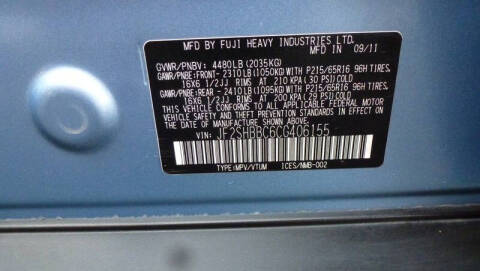 MFD BY FUJI HEAVY INDUSTRIES LTD.
MFD IN 09/11
GVWR/PNBV: 4480LB (2035KG)
GAWR/PNBE:FRONT- 2310LB(1050KG)WITH P215/65R16 96H TIRES,
16X6 1/2JJ RIMS AT 210 KPA (30 PSI)COLD
GAWR/PNBE:REAR - 2410LB(1095KG)WITH P215/65R16 96H TIRES,
16X6 1/2JJ RIMS AT 200 KPA (29 PSI)COLD
THIS VEHICLE CONFORMS TO ALL APPLICABLE FEDERAL MOTOR
VEHICLE SAFETY AND THEFT PREVENTION STANDARDS IN EFFECT
ON THE DATE OF MANUFACTURE SHOWN ABOVE.
VIN: JF2SHBBC6CG406155
TYPE:MPV/VTUM ICES/NMB-002